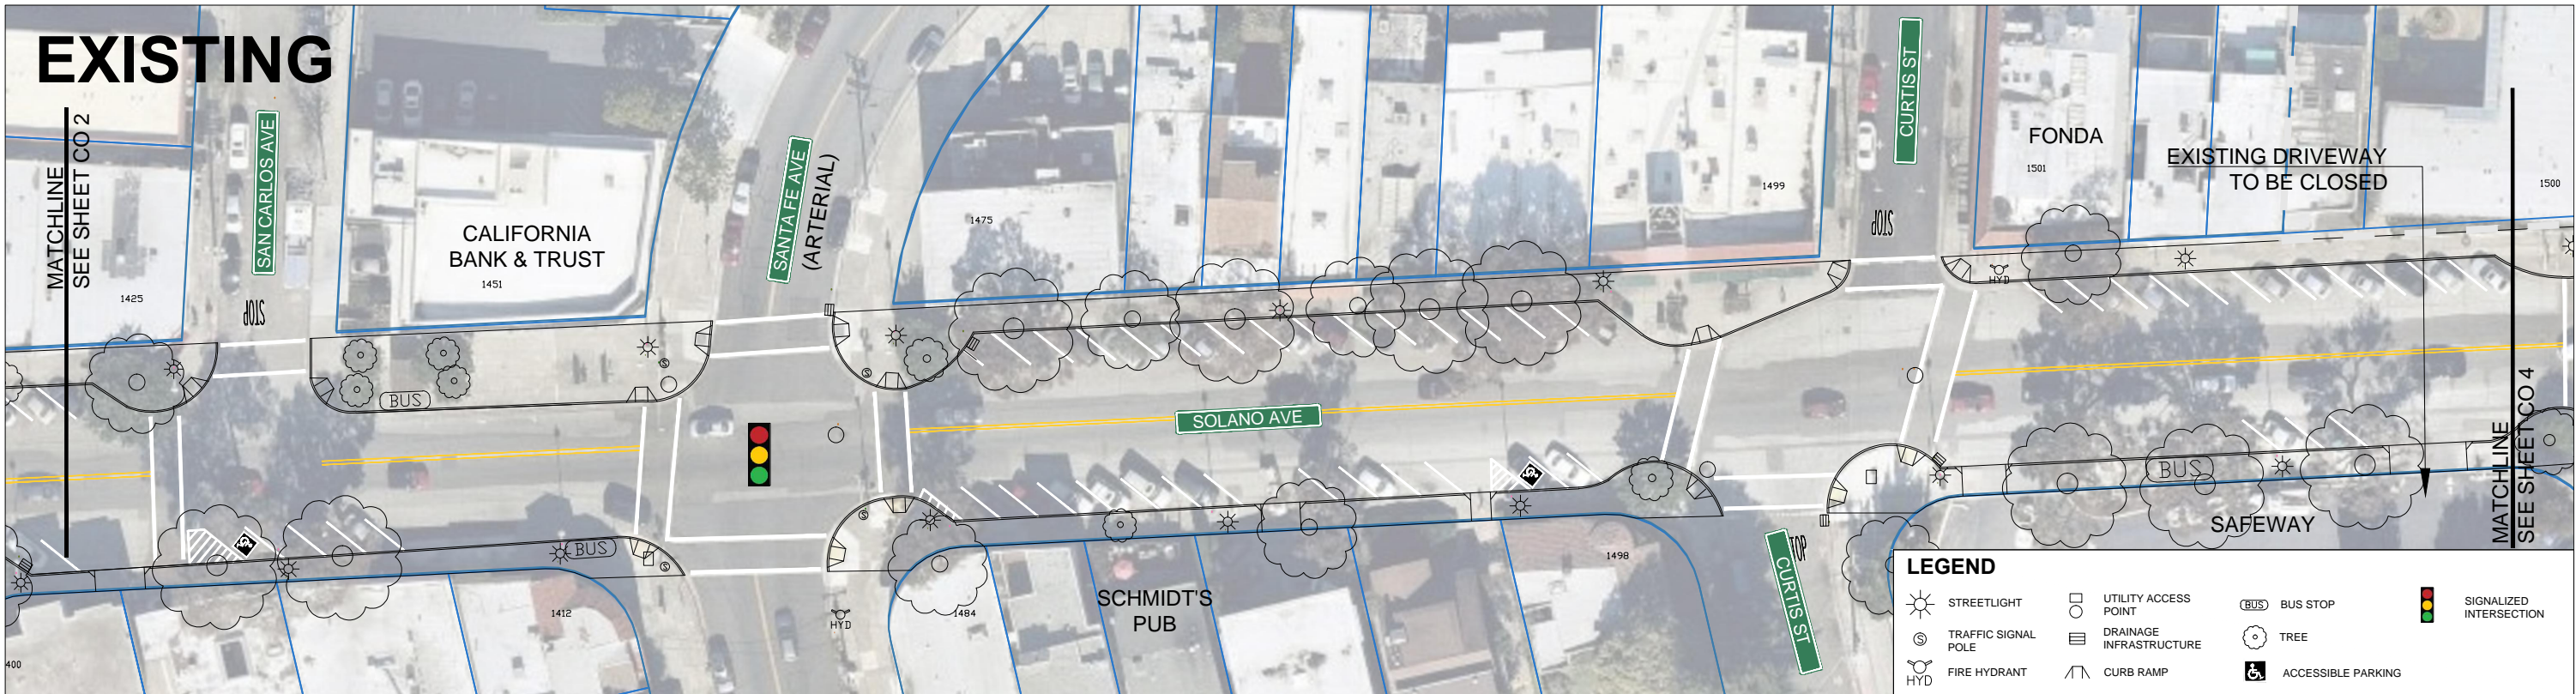 EXISTING
MATCHLINE
SEE SHEET CO 2
SAN CARLOS AVE
STOP
1425
CALIFORNIA
BANK & TRUST
1451
BUS
SANTA FE AVE
(ARTERIAL)
1475
1499
STOP
CURTIS ST
HYD
FONDA
1501
EXISTING DRIVEWAY
TO BE CLOSED
1500
SOLANO AVE
MATCHLINE
SEE SHEET CO 4
BUS
1412
400
HYD
1484
SCHMIDT'S
PUB
1498
CURTIS ST
TOP
BUS
SAFEWAY
LEGEND
STREETLIGHT
S
TRAFFIC SIGNAL
POLE
HYD
FIRE HYDRANT
UTILITY ACCESS
POINT
DRAINAGE
INFRASTRUCTURE
CURB RAMP
BUS
BUS STOP
TREE
ACCESSIBLE PARKING
SIGNALIZED
INTERSECTION